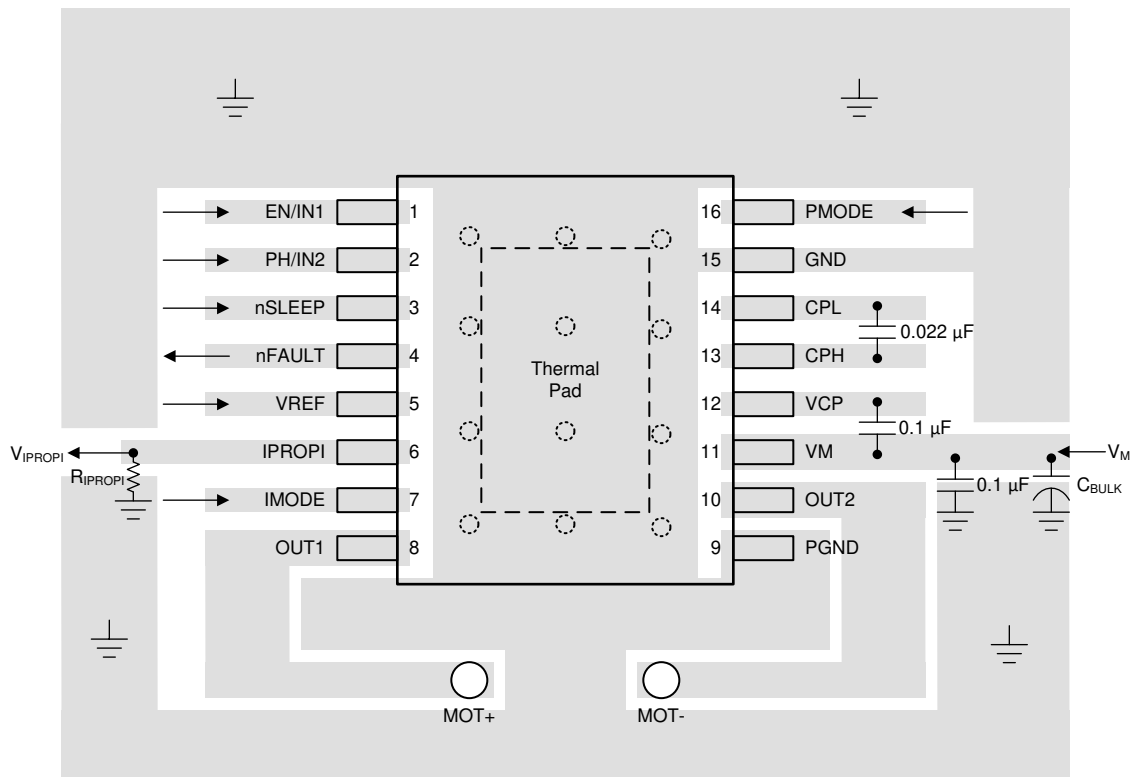 EN/IN1 1
PH/IN2 2
nSLEEP 3
nFAULT 4
VREF 5
IPROPI 6
IMODE 7
OUT1 8
VIPROPI
RIPROPI
Thermal
Pad
16 PMODE
15 GND
14 CPL
13 CPH
12 VCP
11 VM
10 OUT2
9 PGND
0.022 µF
0.1 µF
VM
0.1 µF
CBULK
MOT+
MOT-